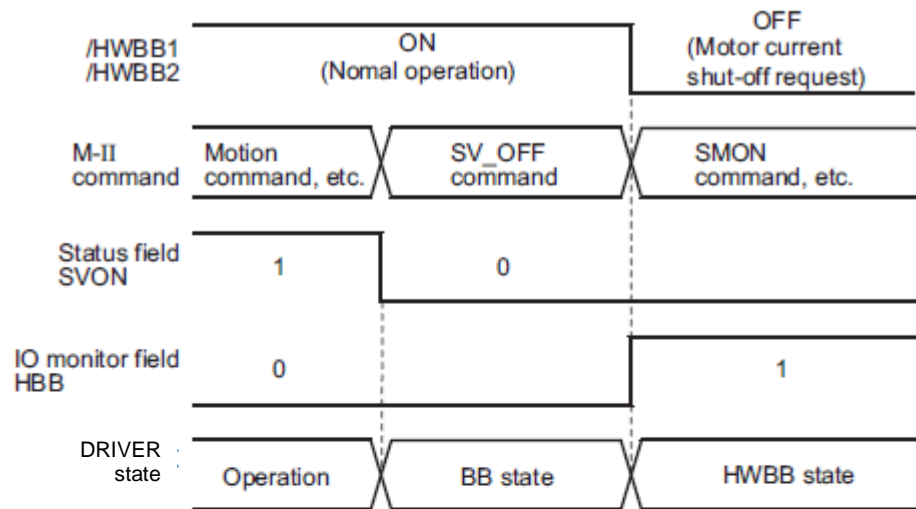 /HWBB1
/HWBB2
ON
(Nomal operation)
OFF
(Motor current
shut-off request)
M-II
command
Motion
command, etc.
SV_OFF
command
SMON
command, etc.
Status field
SVON
1
0
IO monitor field
HBB
0
1
DRIVER
state
Operation
BB state
HWBB state